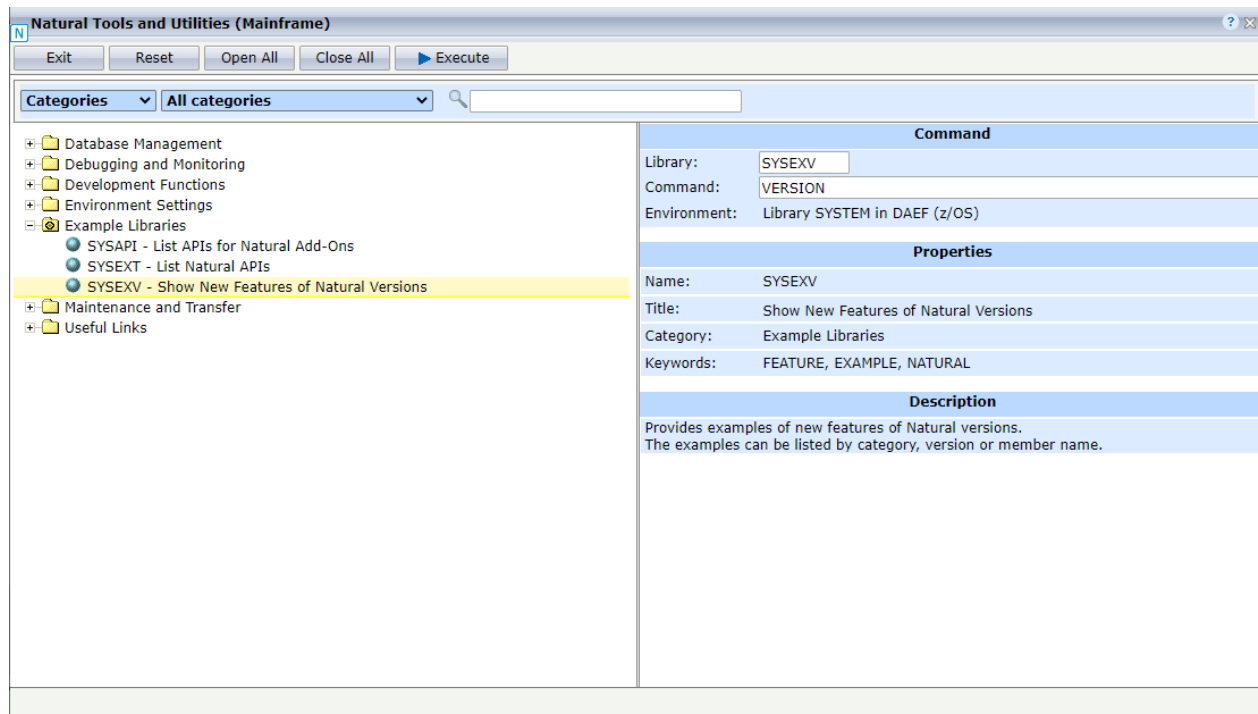 Natural Tools and Utilities (Mainframe)
N
?
Exit Reset Open All Close All Execute
Categories All categories
Database Management
Debugging and Monitoring
Development Functions
Environment Settings
Example Libraries
SYSAPI - List APIs for Natural Add-Ons
SYSEXT - List Natural APIs
SYSEXV - Show New Features of Natural Versions
Maintenance and Transfer
Useful Links
Command
Library: SYSEXV
Command: VERSION
Environment: Library SYSTEM in DAEF (z/OS)
Properties
Name: SYSEXV
Title: Show New Features of Natural Versions
Category: Example Libraries
Keywords: FEATURE, EXAMPLE, NATURAL
Description
Provides examples of new features of Natural versions.
The examples can be listed by category, version or member name.